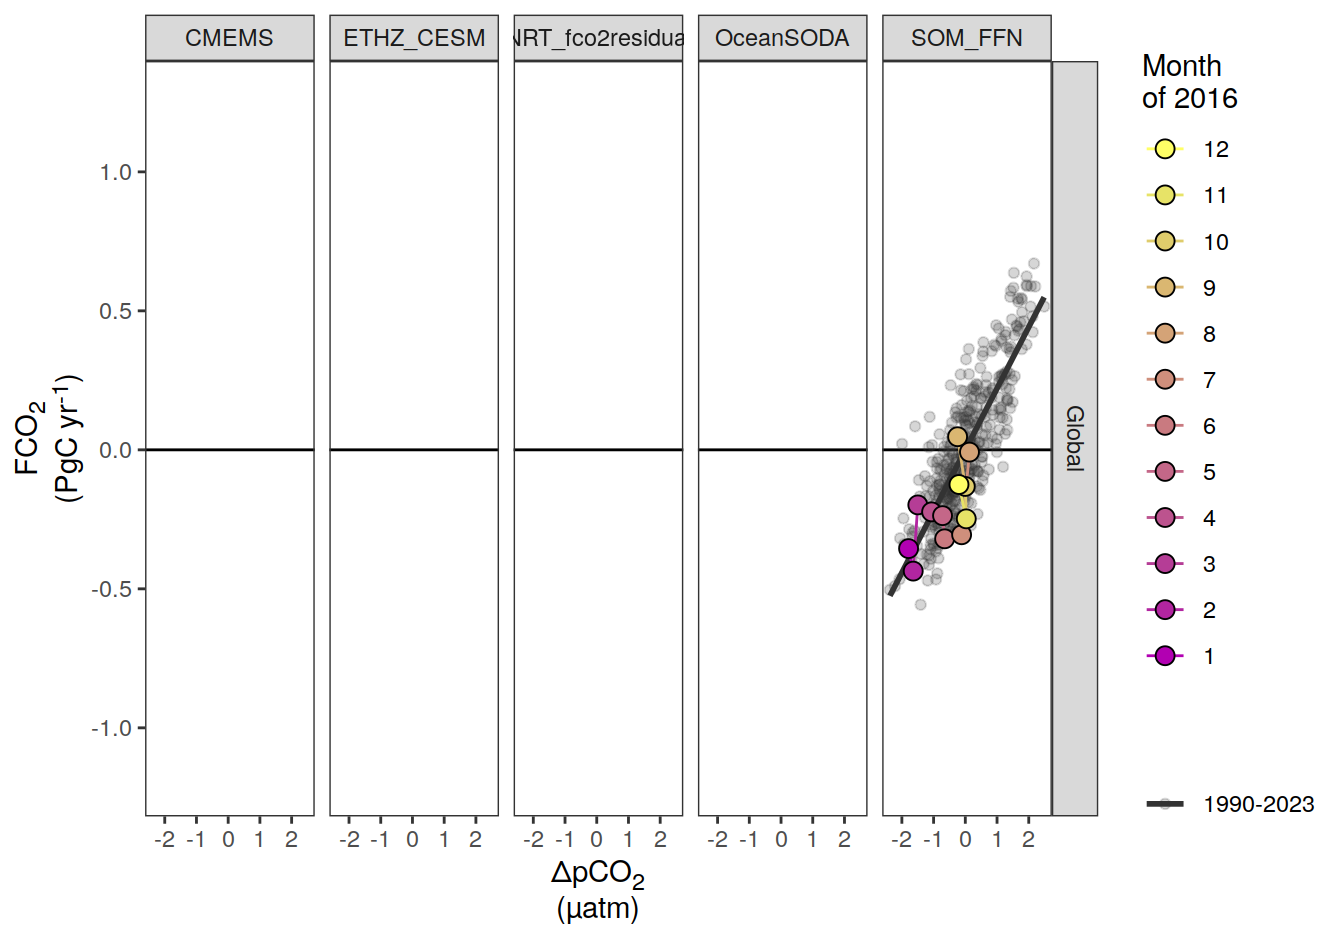 CMEMS ETHZ_CESM NRT_fco2residua OceanSODA SOM_FFN
Global
1.0
0.5
0.0
-0.5
-1.0
FCO₂
(PgC yr⁻¹)
-2 -1 0 1 2 -2 -1 0 1 2 -2 -1 0 1 2 -2 -1 0 1 2 -2 -1 0 1 2
ΔpCO₂
(µatm)
Month
of 2016
12
11
10
9
8
7
6
5
4
3
2
1
1990-2023